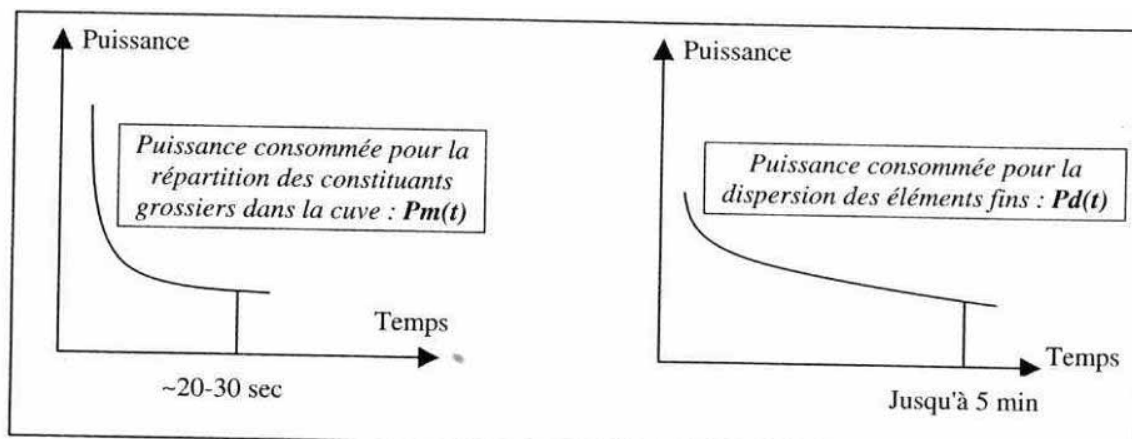 Puissance
Puissance consommée pour la
répartition des constituants
grossiers dans la cuve : Pm(t)
Temps
~20-30 sec
Puissance
Puissance consommée pour la
dispersion des éléments fins : Pd(t)
Temps
Jusqu'à 5 min